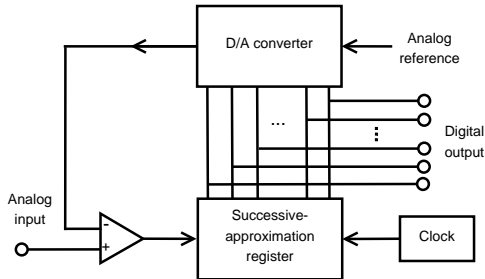 D/A converter
Analog
reference
...
...
Digital
output
Analog
input
-
+
Successive-
approximation
register
Clock